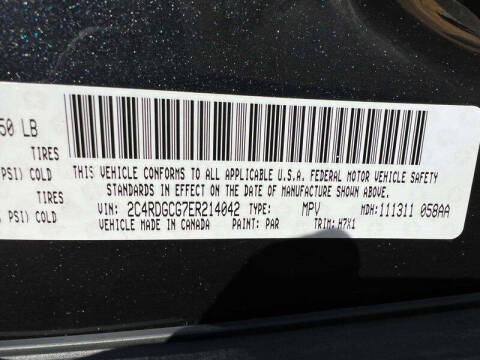 50 LB
TIRES
PSI) COLD
TIRES
PSI) COLD
THIS VEHICLE CONFORMS TO ALL APPLICABLE U.S.A. FEDERAL MOTOR VEHICLE SAFETY
STANDARDS IN EFFECT ON THE DATE OF MANUFACTURE SHOWN ABOVE.
VIN: 2C4RDGCG7ER214042 TYPE: MPV MDH: 111311 058AA
VEHICLE MADE IN CANADA PAINT: PAR TRIM: H7X1